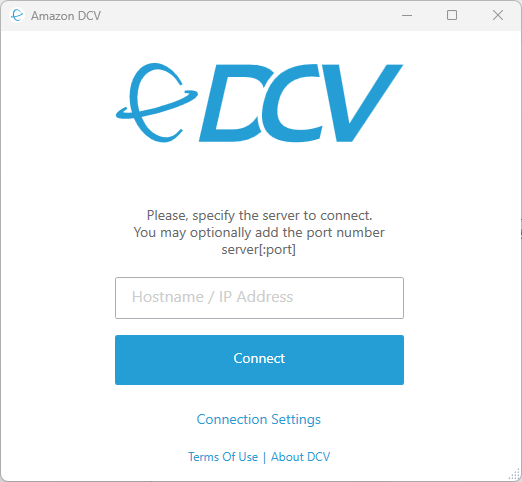 Amazon DCV
DCV
Please, specify the server to connect.
You may optionally add the port number
server[:port]
Hostname / IP Address
Connect
Connection Settings
Terms Of Use | About DCV